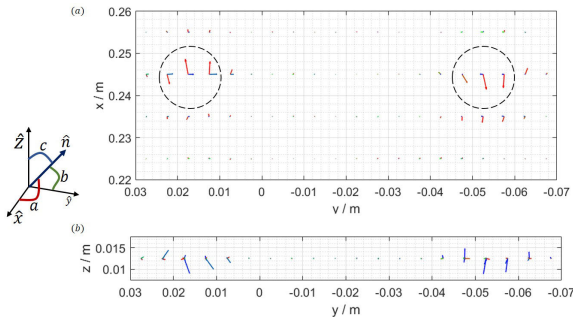 (a)
0.26
0.25
0.24
0.23
0.22
x / m
0.03 0.02 0.01 0 -0.01 -0.02 -0.03 -0.04 -0.05 -0.06 -0.07
y / m
Ẑ c n̂
b
a ŷ
x̂
(b)
0.015
0.01
z / m
0.03 0.02 0.01 0 -0.01 -0.02 -0.03 -0.04 -0.05 -0.06 -0.07
y / m